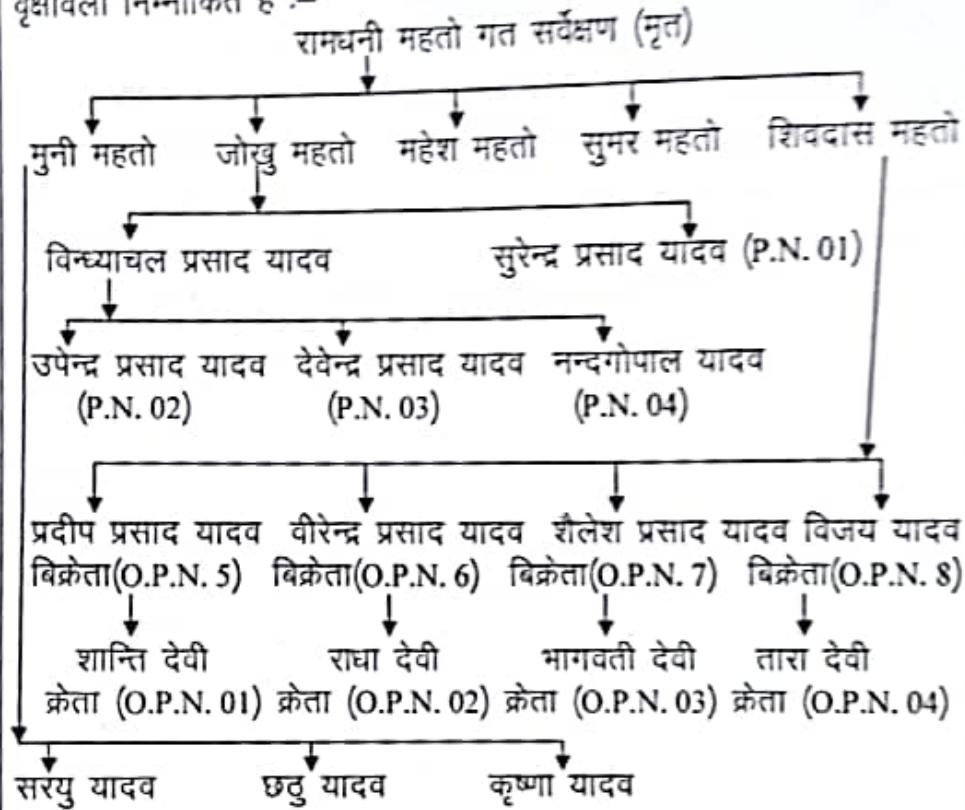 वृक्षावली निम्नांकित है :–
रामधनी महतो गत सर्वेक्षण (मृत)
मुनी महतो जोखु महतो महेश महतो सुमर महतो शिवदास महतो
विन्ध्याचल प्रसाद यादव सुरेन्द्र प्रसाद यादव (P.N. 01)
उपेन्द्र प्रसाद यादव देवेन्द्र प्रसाद यादव नन्दगोपाल यादव
(P.N. 02) (P.N. 03) (P.N. 04)
प्रदीप प्रसाद यादव वीरेन्द्र प्रसाद यादव शैलेश प्रसाद यादव विजय यादव
बिक्रेता(O.P.N. 5) बिक्रेता(O.P.N. 6) बिक्रेता(O.P.N. 7) बिक्रेता(O.P.N. 8)
शान्ति देवी राधा देवी भागवती देवी तारा देवी
क्रेता (O.P.N. 01) क्रेता (O.P.N. 02) क्रेता (O.P.N. 03) क्रेता (O.P.N. 04)
सरयु यादव छठु यादव कृष्णा यादव